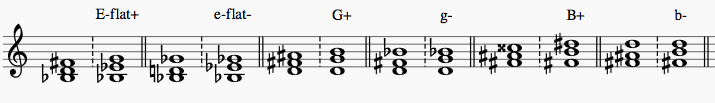 E-flat+ e-flat- G+ g- B+ b-